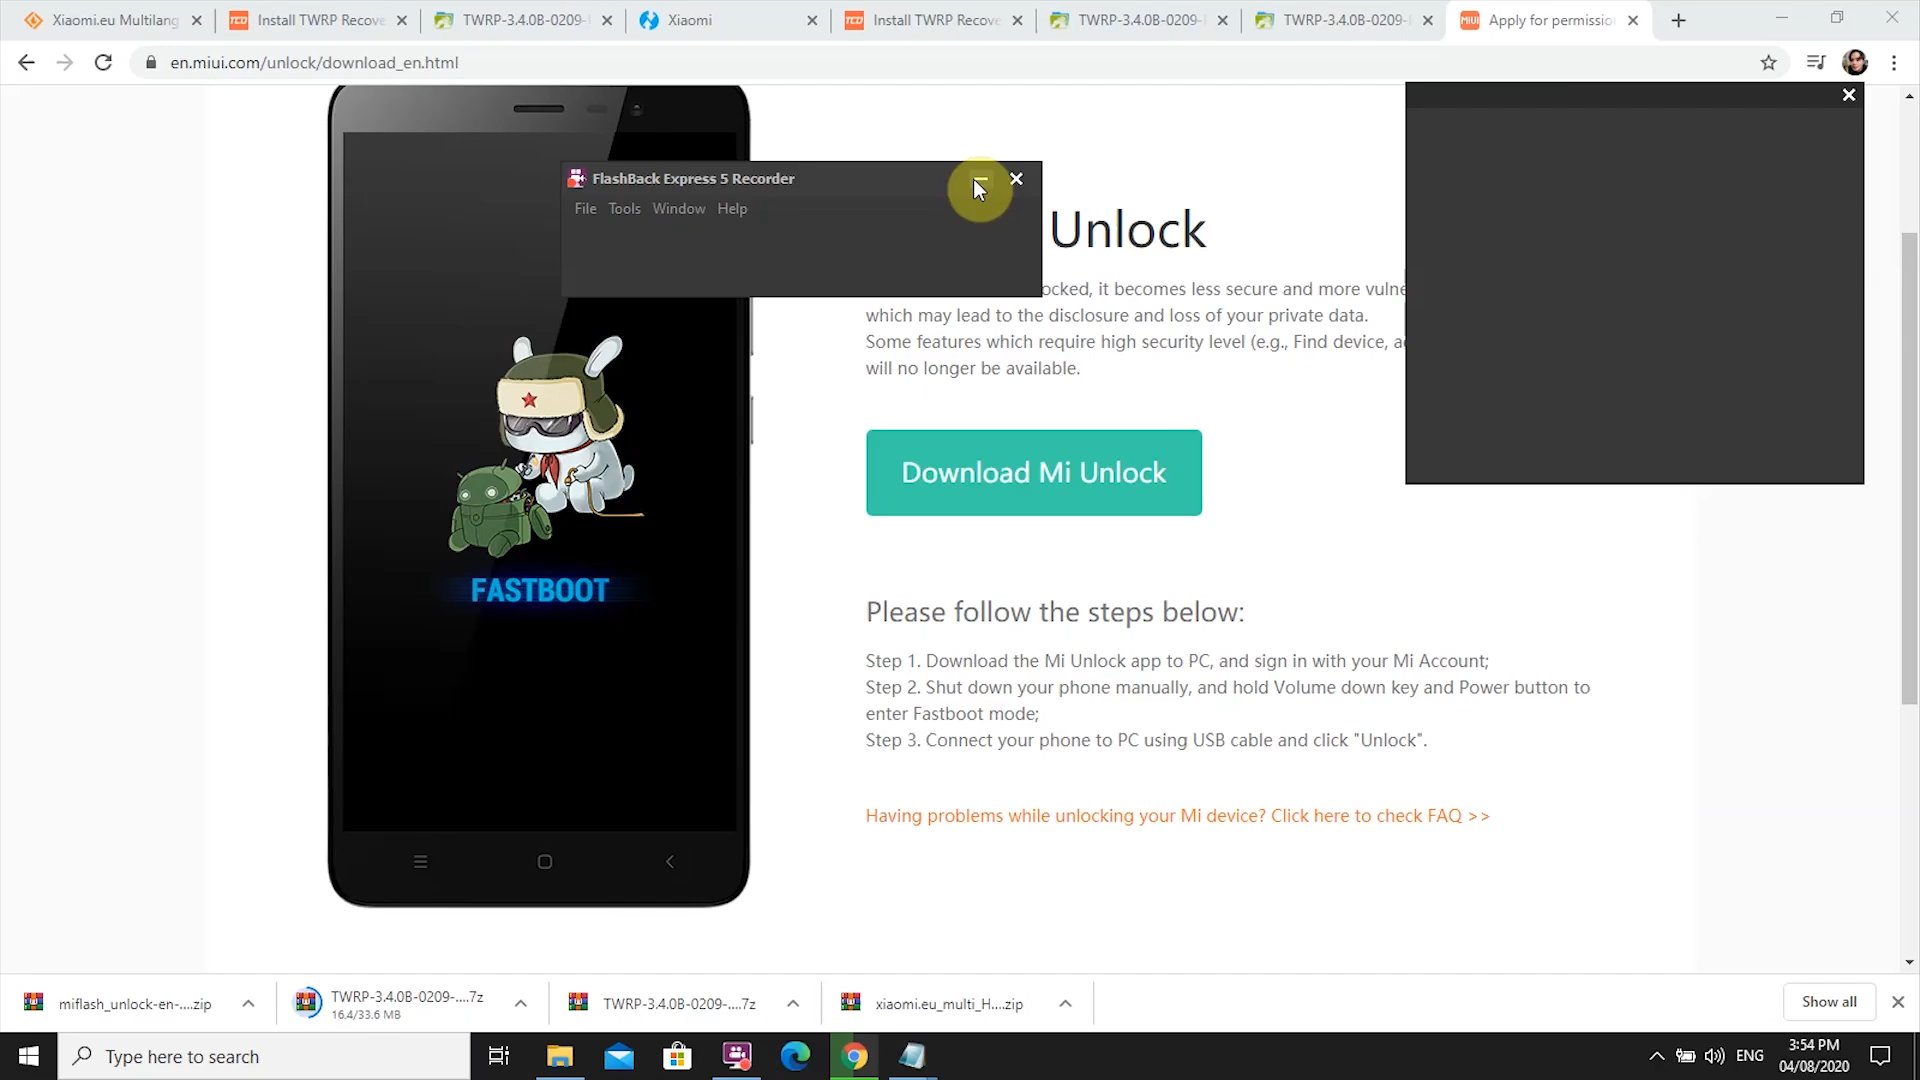 Xiaomi.eu Multilang
Install TWRP Recove
TWRP-3.4.0B-0209-
Xiaomi
Install TWRP Recove
TWRP-3.4.0B-0209-
TWRP-3.4.0B-0209-
MIUI
Apply for permissio
en.miui.com/unlock/download_en.html
FlashBack Express 5 Recorder
File Tools Window Help
Unlock
ocked, it becomes less secure and more vulne
which may lead to the disclosure and loss of your private data.
Some features which require high security level (e.g., Find device, a
will no longer be available.
Download Mi Unlock
FASTBOOT
Please follow the steps below:
Step 1. Download the Mi Unlock app to PC, and sign in with your Mi Account;
Step 2. Shut down your phone manually, and hold Volume down key and Power button to
enter Fastboot mode;
Step 3. Connect your phone to PC using USB cable and click "Unlock".
Having problems while unlocking your Mi device? Click here to check FAQ >>
miflash_unlock-en-....zip
TWRP-3.4.0B-0209-....7z
16.4/33.6 MB
TWRP-3.4.0B-0209-....7z
xiaomi.eu_multi_H....zip
Show all
Type here to search
ENG
3:54 PM
04/08/2020